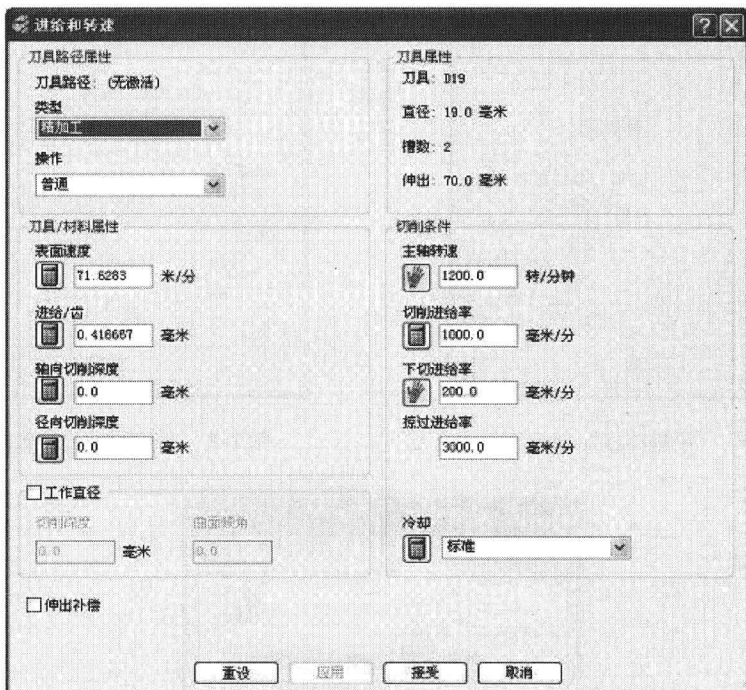 进给和转速
刀具路径属性
刀具路径: (无激活)
类型
精加工
操作
普通
刀具属性
刀具: D19
直径: 19.0 毫米
槽数: 2
伸出: 70.0 毫米
刀具/材料属性
表面速度
71.6283 米/分
进给/齿
0.416667 毫米
轴向切削深度
0.0 毫米
径向切削深度
0.0 毫米
切削条件
主轴转速
1200.0 转/分钟
切削进给率
1000.0 毫米/分
下切进给率
200.0 毫米/分
掠过进给率
3000.0 毫米/分
工作直径
切削深度 曲面倾角
0.0 毫米 0.0
冷却
标准
伸出补偿
重设 应用 接受 取消